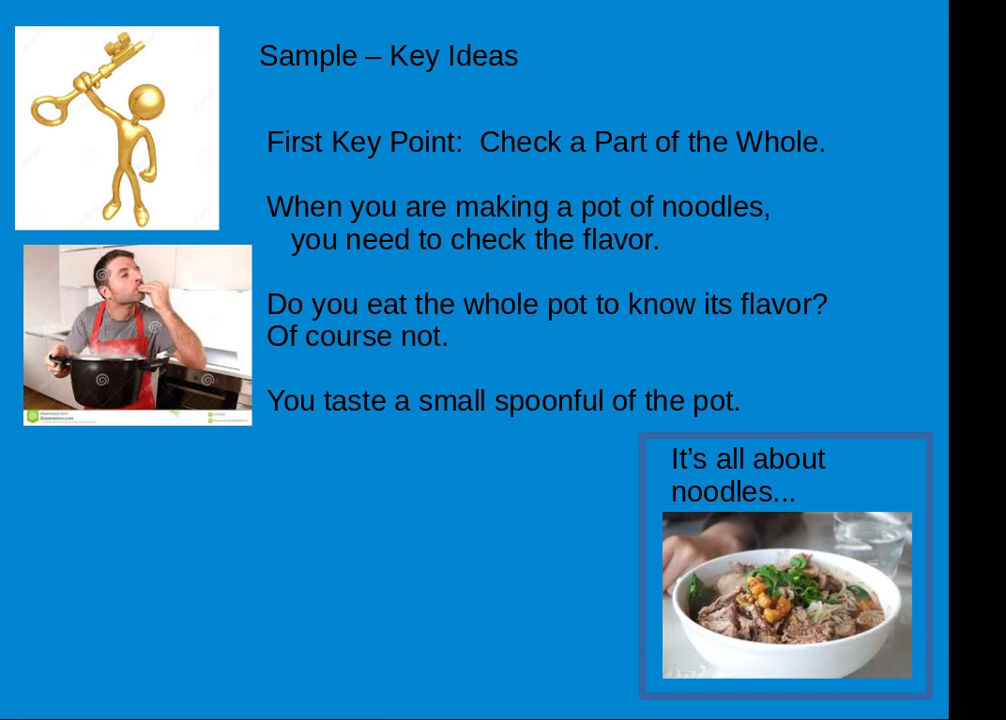 Sample – Key Ideas
First Key Point:  Check a Part of the Whole.
When you are making a pot of noodles,
you need to check the flavor.
Do you eat the whole pot to know its flavor?
Of course not.
You taste a small spoonful of the pot.
It’s all about
noodles...